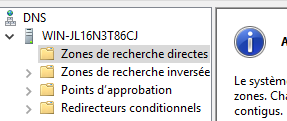 DNS
WIN-JL16N3T86CJ
Zones de recherche directes
Zones de recherche inversée
Points d'approbation
Redirecteurs conditionnels
A
Le systèm
zones. Cha
contigus.